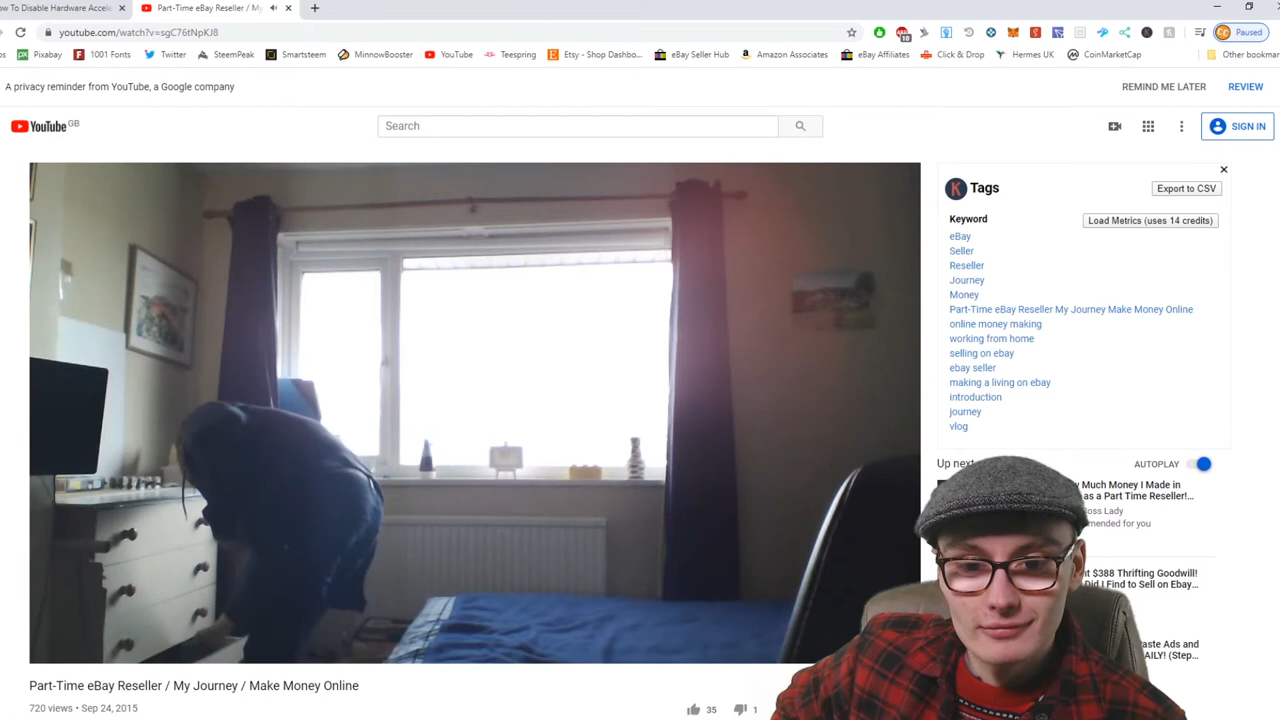 ow To Disable Hardware Accele
Part-Time eBay Reseller / My
youtube.com/watch?v=sgC76tNpKJ8
Paused
Pixabay
1001 Fonts
Twitter
SteemPeak
Smartsteem
MinnowBooster
YouTube
Teespring
Etsy - Shop Dashbo...
eBay Seller Hub
Amazon Associates
eBay Affiliates
Click & Drop
Hermes UK
CoinMarketCap
Other bookmar
A privacy reminder from YouTube, a Google company
REMIND ME LATER
REVIEW
YouTube GB
Search
SIGN IN
K Tags
Export to CSV
Keyword
Load Metrics (uses 14 credits)
eBay
Seller
Reseller
Journey
Money
Part-Time eBay Reseller My Journey Make Money Online
online money making
working from home
selling on ebay
ebay seller
making a living on ebay
introduction
journey
vlog
Up next
AUTOPLAY
Much Money I Made in
as a Part Time Reseller!...
oss Lady
mended for you
nt $388 Thrifting Goodwill!
Did I Find to Sell on Ebay...
aste Ads and
AILY! (Step...
Part-Time eBay Reseller / My Journey / Make Money Online
720 views • Sep 24, 2015
35
1